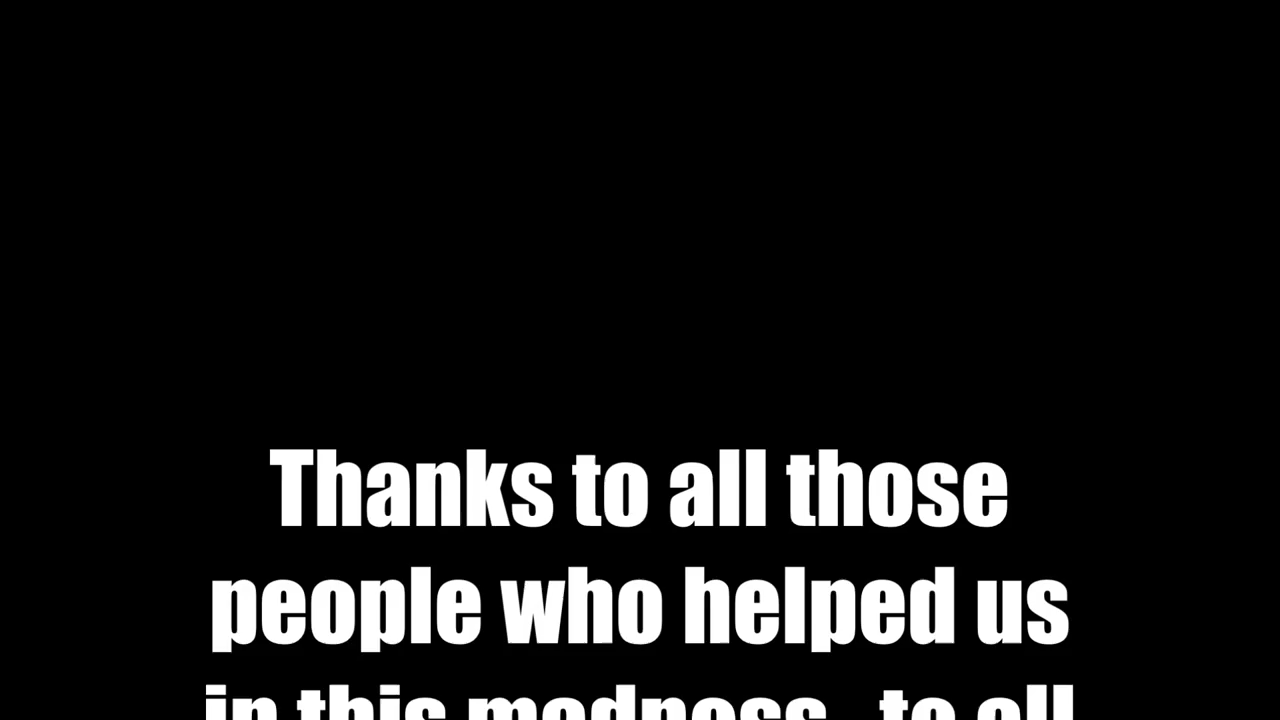 Thanks to all those
people who helped us
in this madness, to all